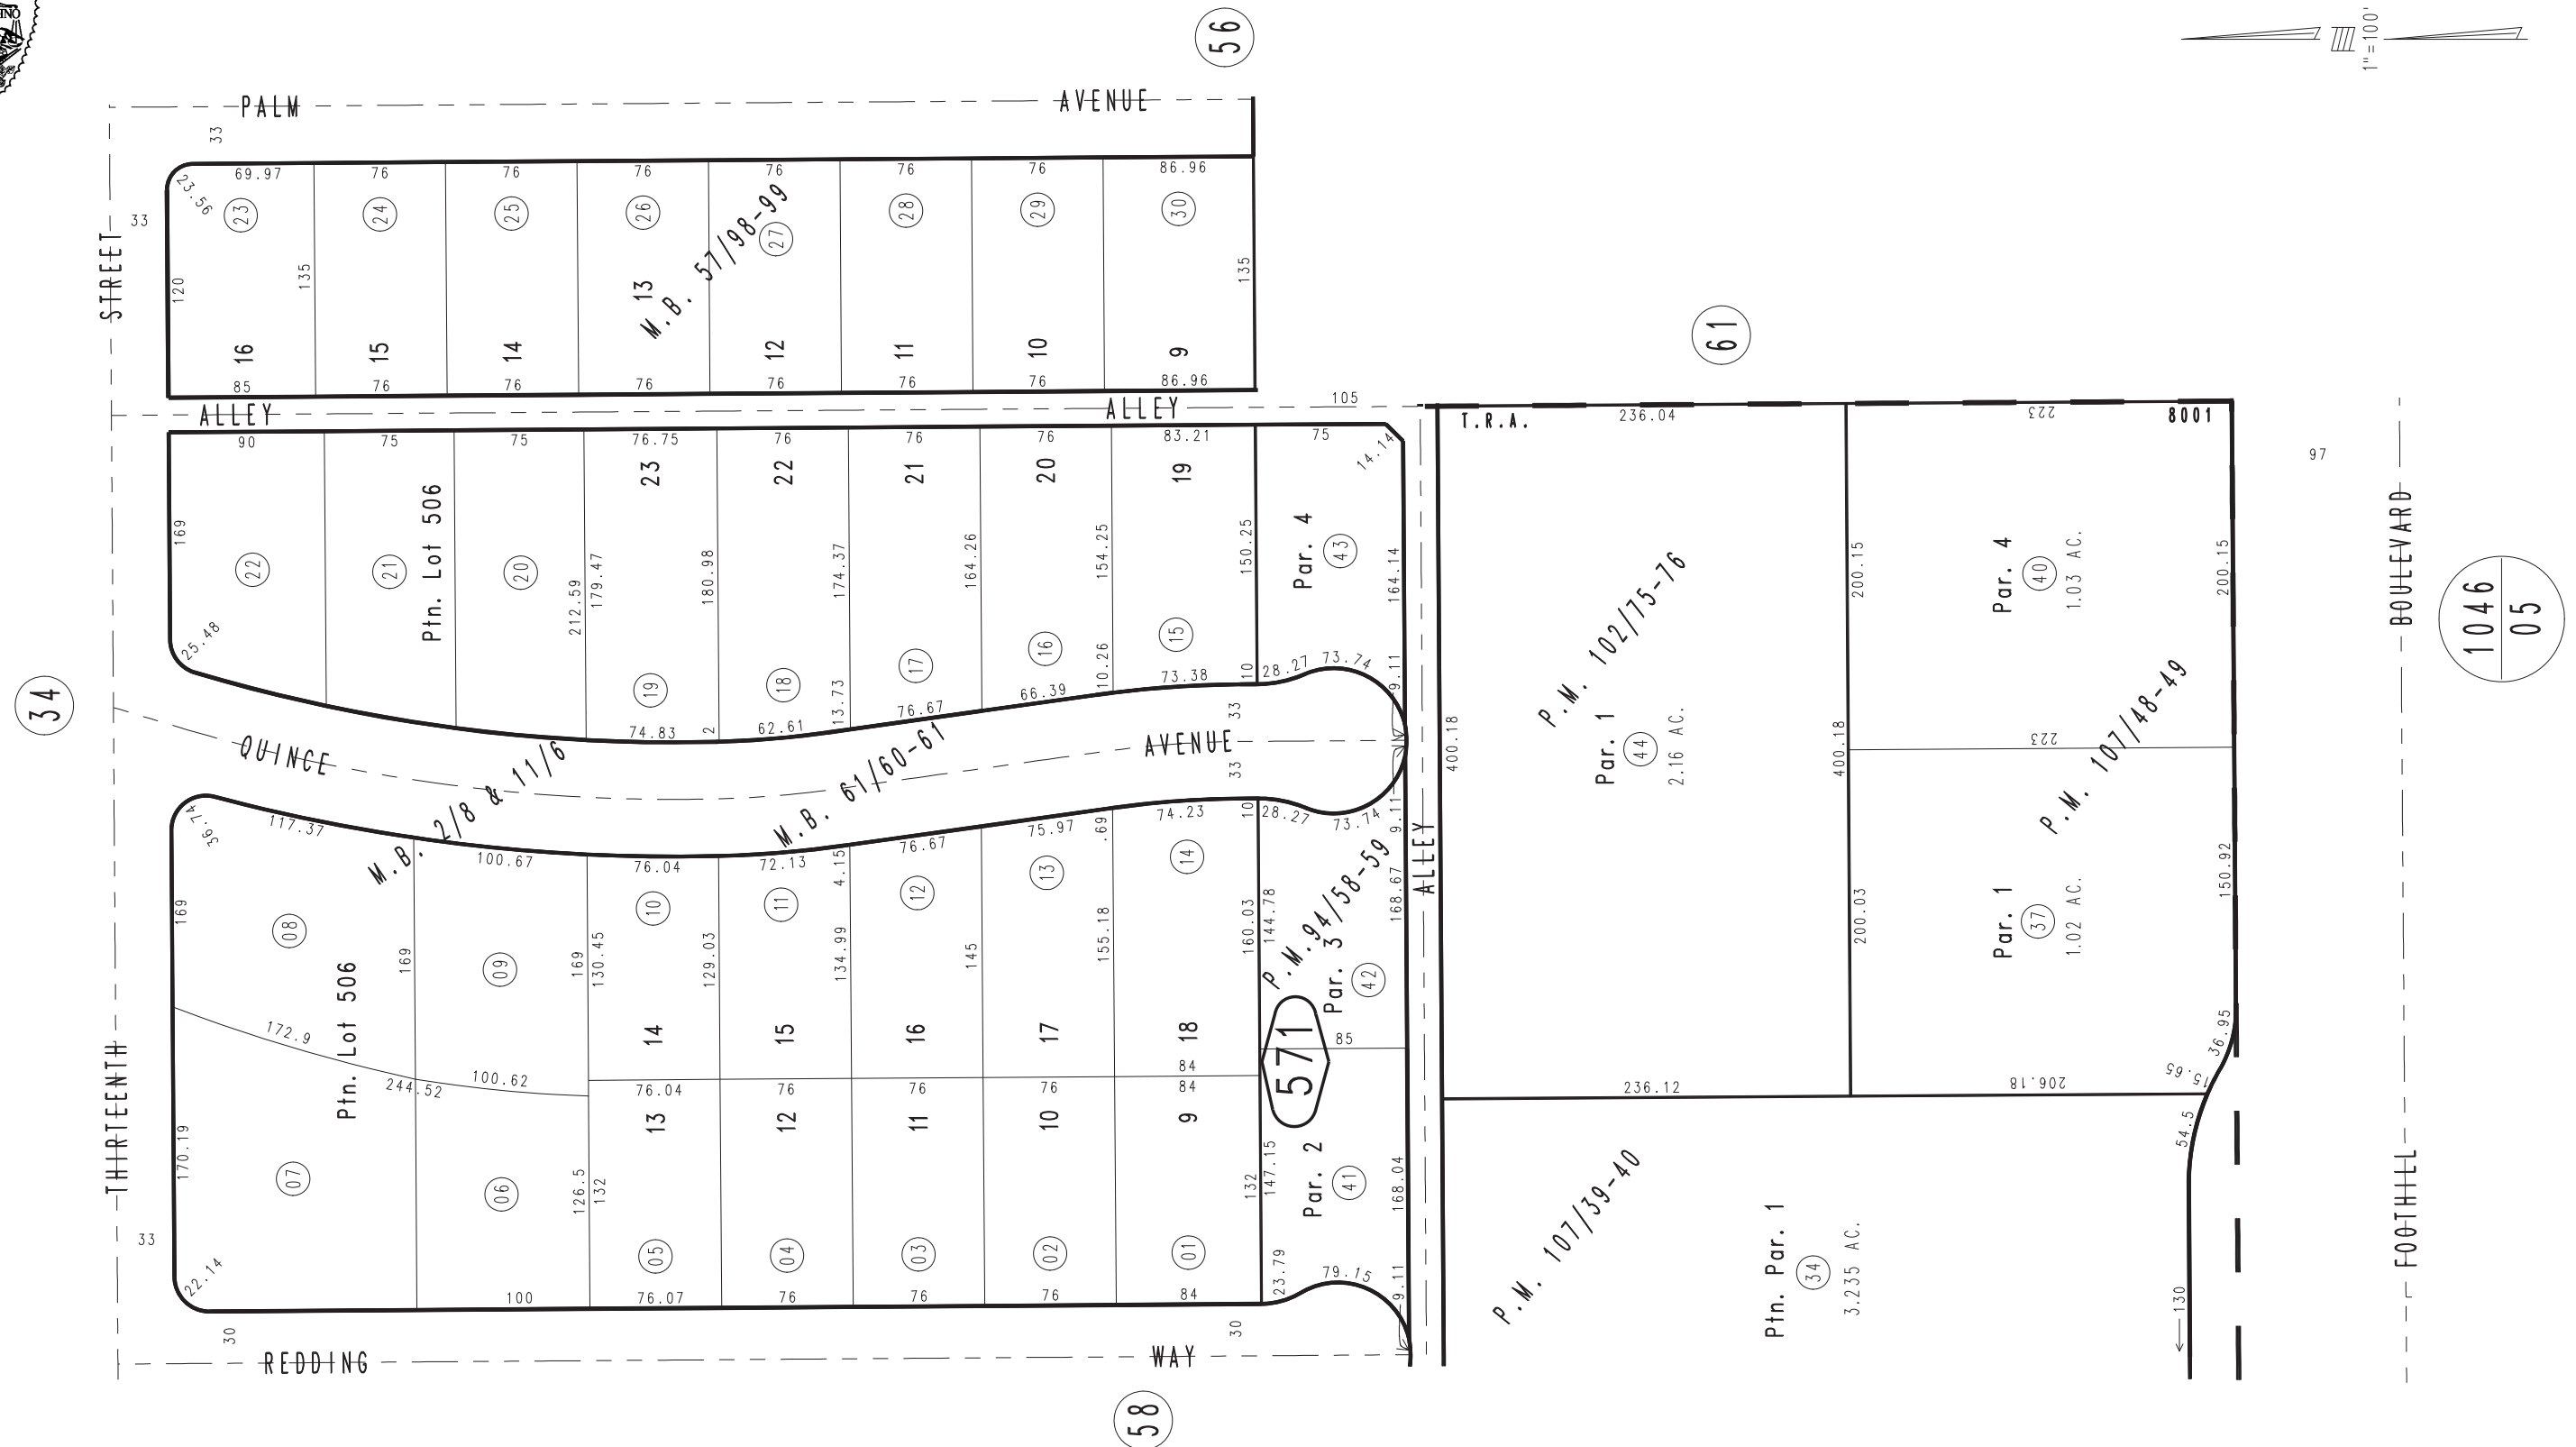 56
1"=100'
PALM AVENUE
33
69.97 76 76 76 76 76 76 86.96
23.56
23 24 25 26 27 28 29 30
33
STREET
120 135 135
M.B. 57/98-99
16 15 14 13 12 11 10 9
85 76 76 76 76 76 76 86.96
61
ALLEY ALLEY 105
90 75 75 76.75 76 76 76 83.21 75
14.14
T.R.A. 236.04 223 8001
97
23 22 21 20 19
Ptn. Lot 506
169 212.59 179.47 180.98 174.37 164.26 154.25 150.25 164.14
22 21 20 19 18 17 16 15
Par. 4
43
25.48
13.73 10.26 10 28.27 73.74 9.11
74.83 2 62.61 76.67 66.39 73.38
34
QUINCE AVENUE
33
33
M.B. 2/8 & 11/6
M.B. 61/60-61
P.M. 102/75-76
Par. 1
44
2.16 AC.
400.18 400.18
200.15
Par. 4
40
1.03 AC.
200.15
223
P.M. 107/48-49
BOULEVARD
1046
05
36.74 117.37 100.67 76.04 72.13 76.67 75.97 74.23
4.15 .69 10 28.27 73.74 9.11
08 09 10 11 12 13 14
169 169 169 130.45 129.03 134.99 145 155.18 160.03 144.78 168.67
Ptn. Lot 506
P.M. 94/58-59
Par. 3
42
ALLEY
200.03
Par. 1
37
1.02 AC.
150.92
36.95
15.65
14 15 16 17 18
84
85
571
172.9
244.52 100.62 76.04 76 76 76 84
236.12 206.18
54.5
13 12 11 10 9
THIRTEENTH
170.19 126.5 132 132 147.15 168.04
Par. 2
41
07 06 05 04 03 02 01
33
22.14
100 76.07 76 76 76 84
23.79 79.15 9.11
P.M. 107/39-40
Ptn. Par. 1
34
3.235 AC.
130
FOOTHILL
30 30
REDDING WAY
58